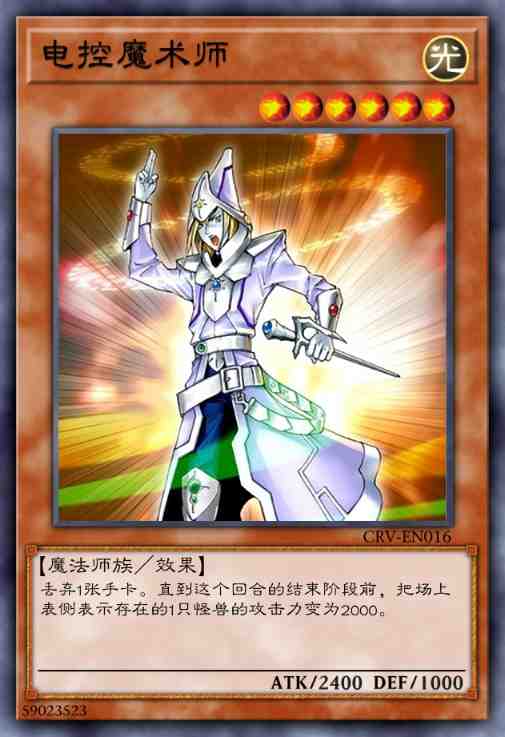 电控魔术师
光
CRV-EN016
【魔法师族／效果】
去弃1张手卡。直到这个回合的结束阶段前，把场上
表侧表示存在的1只怪兽的攻击力变为2000。
ATK/2400 DEF/1000
59023523